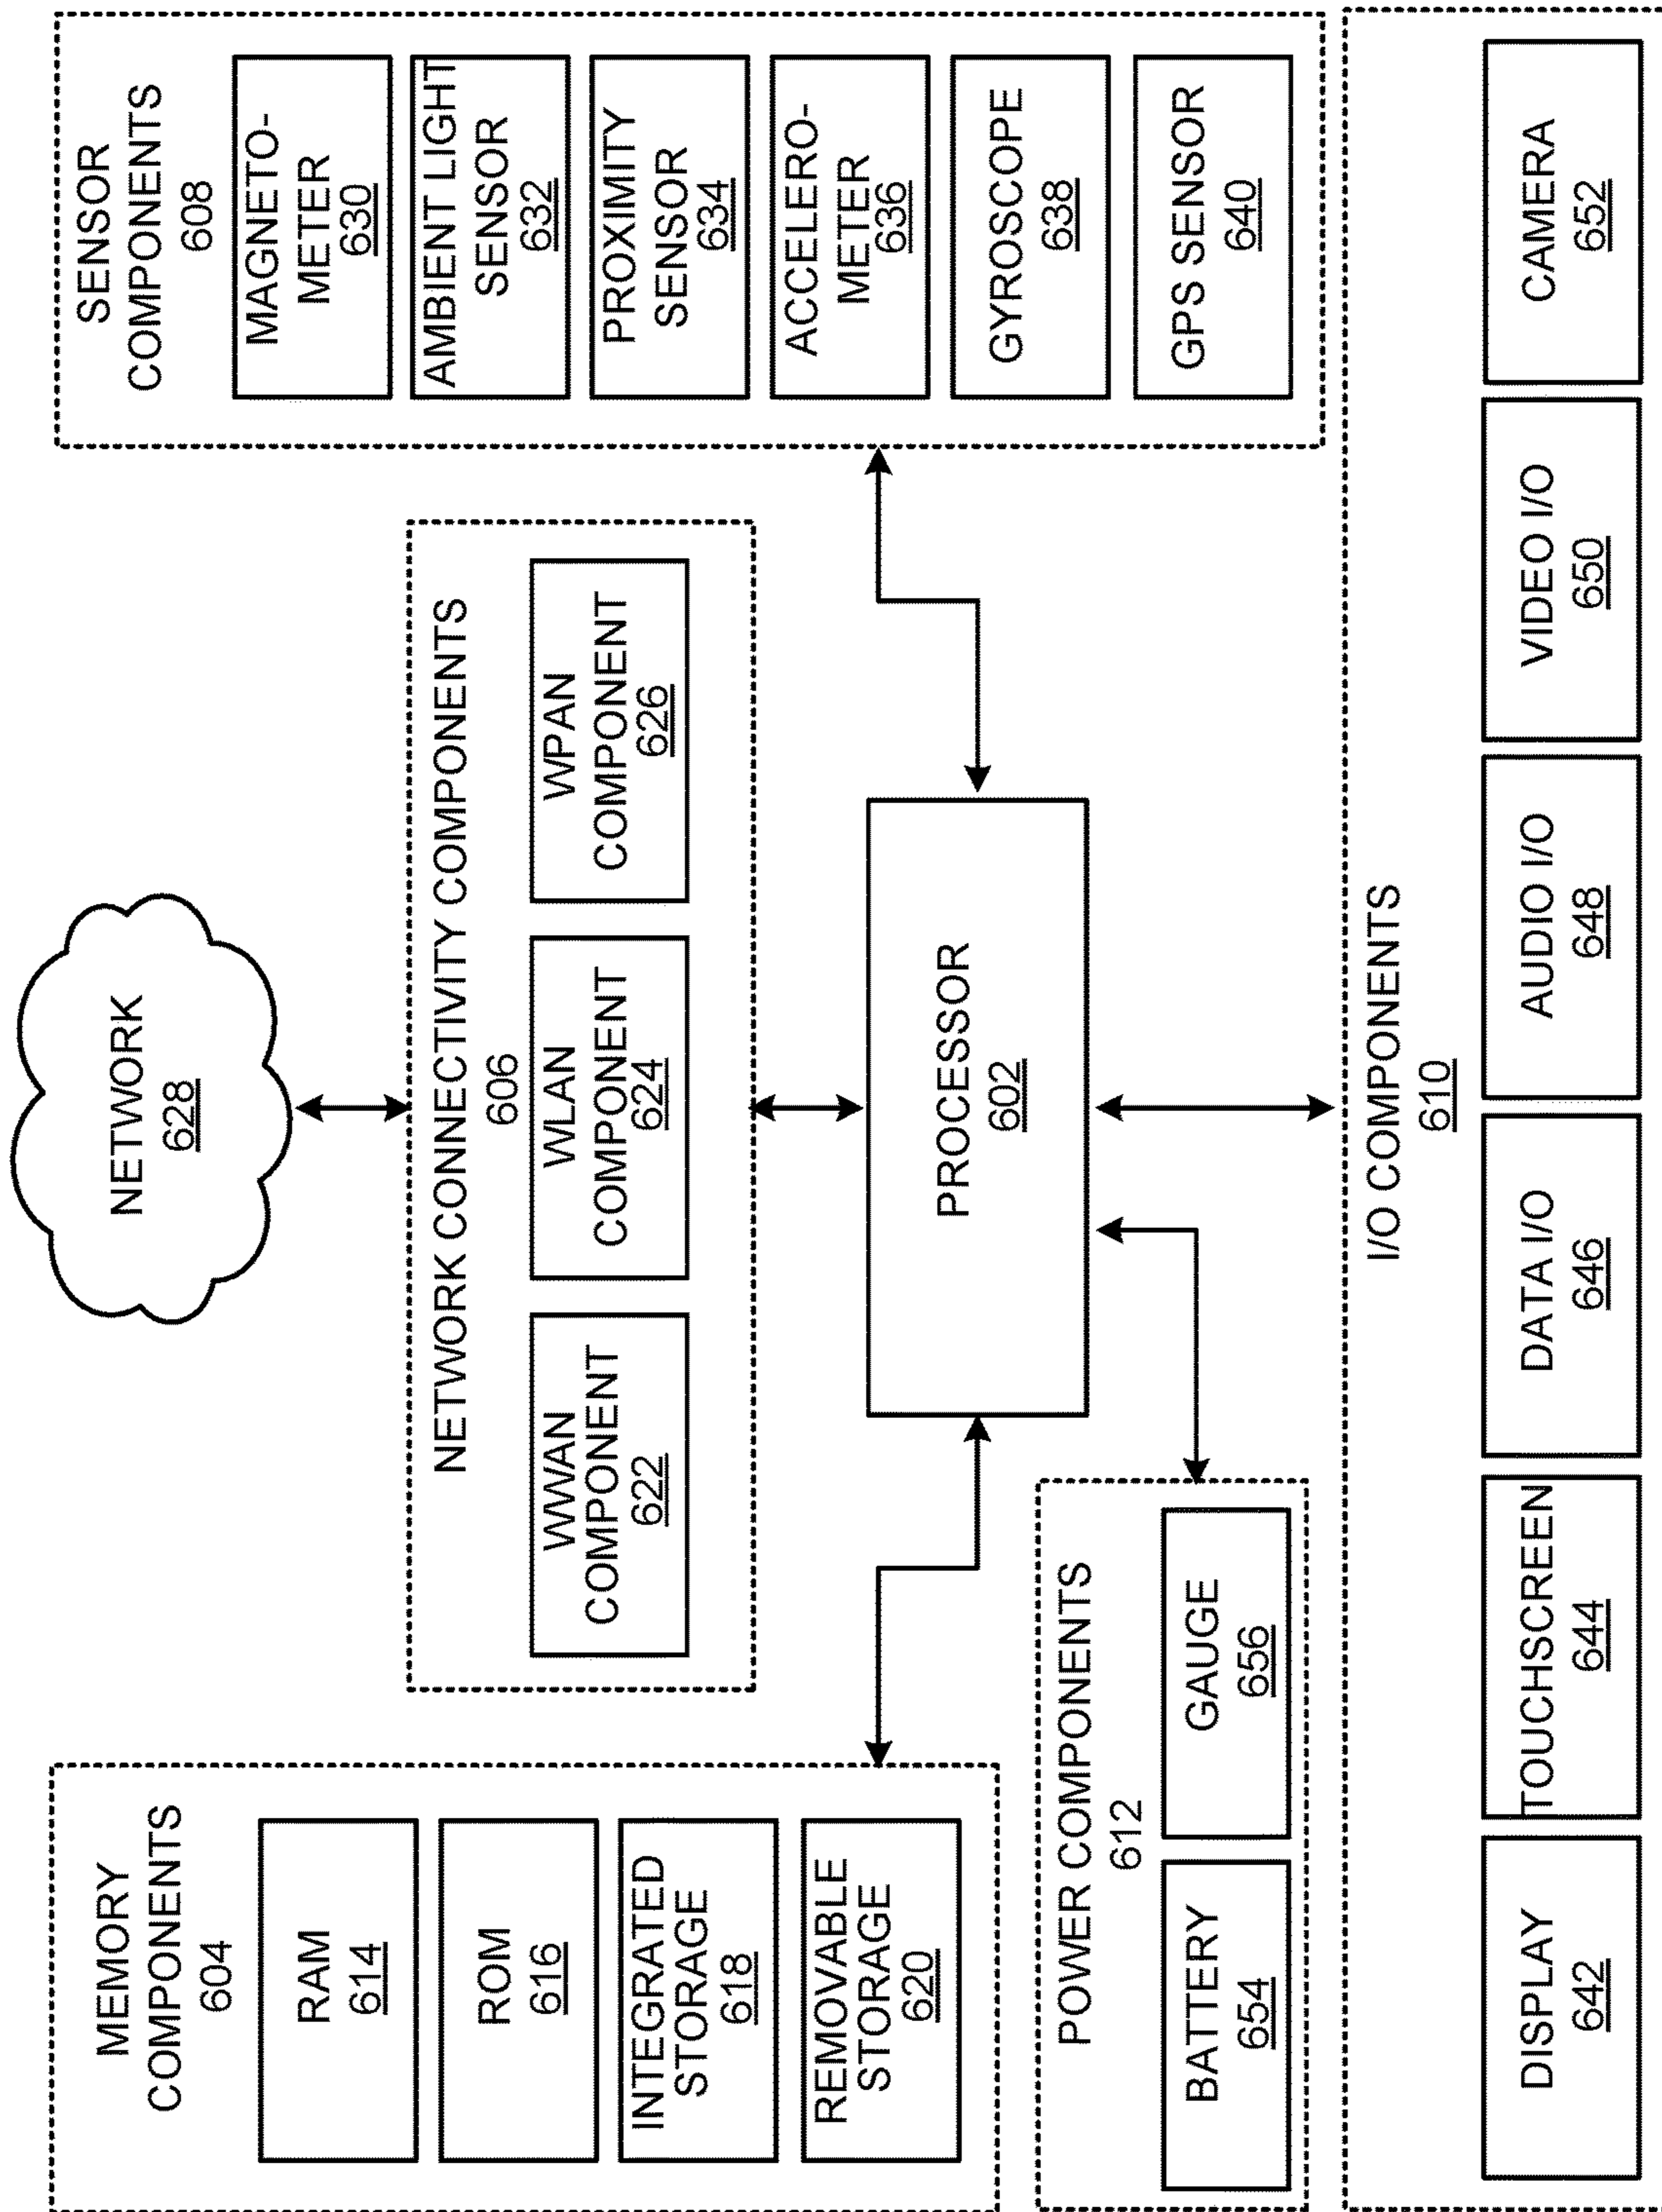 NETWORK
628
MEMORY
COMPONENTS
604
RAM
614
ROM
616
INTEGRATED
STORAGE
618
REMOVABLE
STORAGE
620
NETWORK CONNECTIVITY COMPONENTS
606
WWAN
COMPONENT
622
WLAN
COMPONENT
624
WPAN
COMPONENT
626
SENSOR
COMPONENTS
608
MAGNETO-
METER
630
AMBIENT LIGHT
SENSOR
632
PROXIMITY
SENSOR
634
ACCELERO-
METER
636
GYROSCOPE
638
GPS SENSOR
640
PROCESSOR
602
POWER COMPONENTS
612
BATTERY
654
GAUGE
656
I/O COMPONENTS
610
DISPLAY
642
TOUCHSCREEN
644
DATA I/O
646
AUDIO I/O
648
VIDEO I/O
650
CAMERA
652